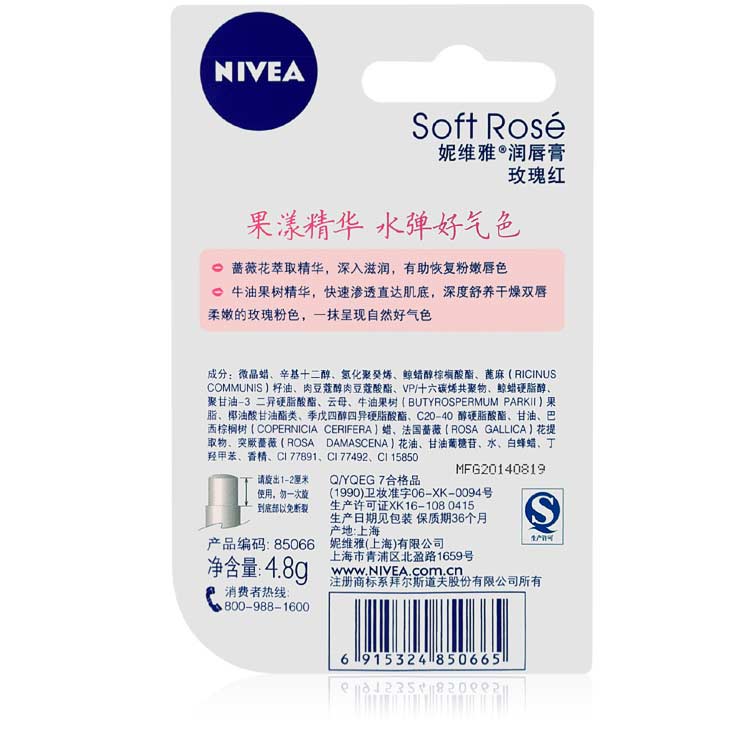 NIVEA
Soft Rosé
妮维雅®润唇膏
玫瑰红
果漾精华 水弹好气色
蔷薇花萃取精华，深入滋润，有助恢复粉嫩唇色
牛油果树精华，快速渗透直达肌底，深度舒养干燥双唇
柔嫩的玫瑰粉色，一抹呈现自然好气色
成分：微晶蜡、辛基十二醇、氢化聚癸烯、鲸蜡醇棕榈酸酯、蓖麻（RICINUS
COMMUNIS）籽油、肉豆蔻醇肉豆蔻酸酯、VP/十六碳烯共聚物、鲸蜡硬脂醇、
聚甘油-3 二异硬脂酸酯、云母、牛油果树（BUTYROSPERMUM PARKII）果
脂、椰油酸甘油酯类、季戊四醇四异硬脂酸酯、C20-40 醇硬脂酸酯、甘油、巴
西棕榈树（COPERNICIA CERIFERA）蜡、法国蔷薇（ROSA GALLICA）花提
取物、突厥蔷薇（ROSA DAMASCENA）花油、甘油葡糖苷、水、白蜂蜡、丁
羟甲苯、香精、CI 77891、CI 77492、CI 15850
MFG20140819
请旋出1-2厘米
使用，勿一次旋
到底部以免断裂
产品编码: 85066
净含量: 4.8g
消费者热线:
800-988-1600
Q/YQEG 7合格品
(1990)卫妆准字06-XK-0094号
生产许可证XK16-108 0415
生产日期见包装 保质期36个月
产地:上海
妮维雅(上海)有限公司
上海市青浦区北盈路1659号
www.NIVEA.com.cn
注册商标系拜尔斯道夫股份有限公司所有
生产许可
6 915324 850665